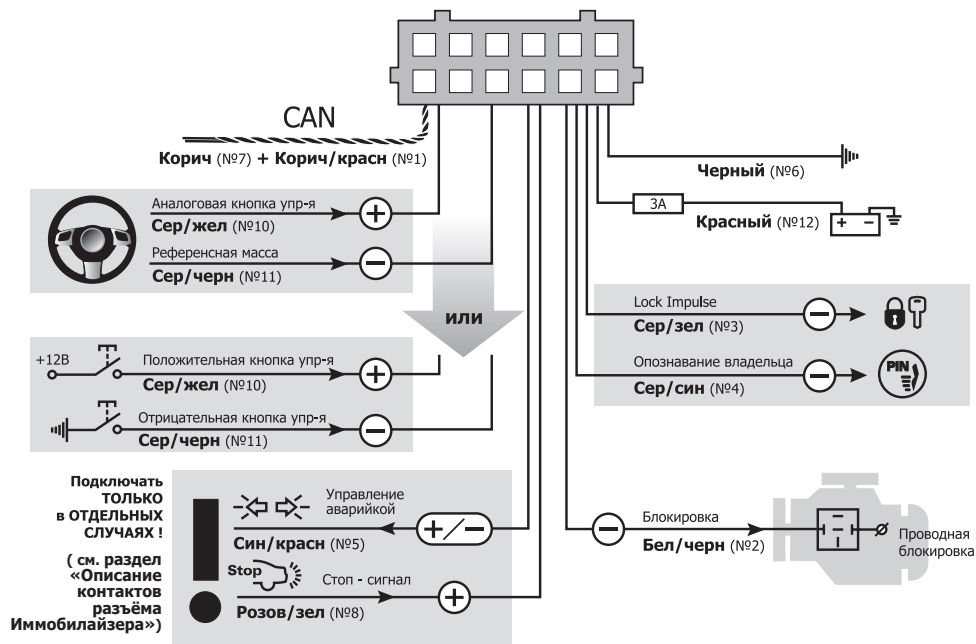 CAN
Корич (№7) + Корич/красн (№1)
Черный (№6)
3А
Красный (№12)
+ −
Аналоговая кнопка упр-я
Сер/жел (№10)
+
Референсная масса
Сер/черн (№11)
−
или
Lock Impulse
Сер/зел (№3)
−
Опознавание владельца
Сер/син (№4)
−
PIN
+12В
Положительная кнопка упр-я
Сер/жел (№10)
+
Отрицательная кнопка упр-я
Сер/черн (№11)
−
Подключать
ТОЛЬКО
в ОТДЕЛЬНЫХ
СЛУЧАЯХ !
( см. раздел
«Описание
контактов
разъёма
Иммобилайзера»)
Управление
аварийкой
Син/красн (№5)
+/−
Stop
Стоп - сигнал
Розов/зел (№8)
+
Блокировка
Бел/черн (№2)
−
Проводная
блокировка